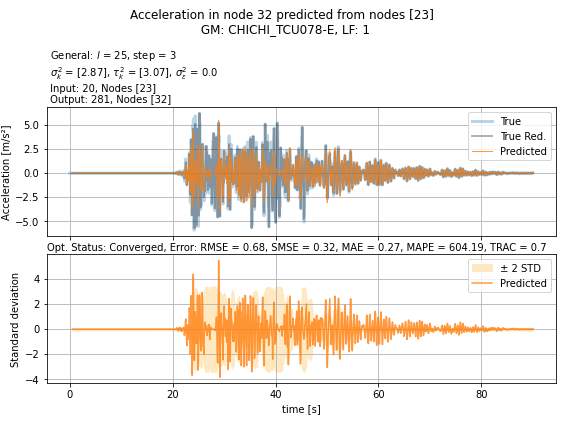 Acceleration in node 32 predicted from nodes [23]
GM: CHICHI_TCU078-E, LF: 1
General: l = 25, step = 3
σ²ₖ = [2.87], τ²ₖ = [3.07], σ²ε = 0.0
Input: 20, Nodes [23]
Output: 281, Nodes [32]
Acceleration [m/s²]
5.0
2.5
0.0
−2.5
−5.0
True
True Red.
Predicted
Opt. Status: Converged, Error: RMSE = 0.68, SMSE = 0.32, MAE = 0.27, MAPE = 604.19, TRAC = 0.7
Standard deviation
4
2
0
−2
−4
± 2 STD
Predicted
0 20 40 60 80
time [s]